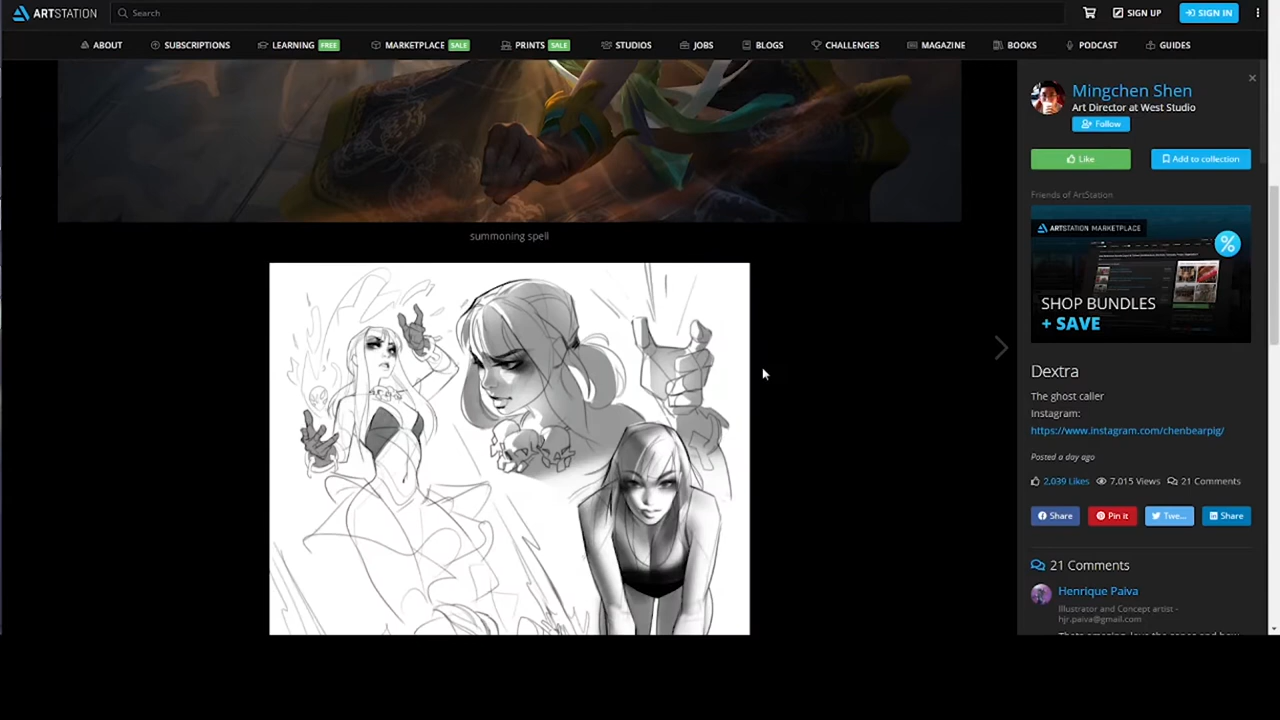 ARTSTATION
Search
SIGN UP
SIGN IN
ABOUT
SUBSCRIPTIONS
LEARNING FREE
MARKETPLACE SALE
PRINTS SALE
STUDIOS
JOBS
BLOGS
CHALLENGES
MAGAZINE
BOOKS
PODCAST
GUIDES
summoning spell
Mingchen Shen
Art Director at West Studio
Follow
Like
Add to collection
Friends of ArtStation
ARTSTATION MARKETPLACE
%
SHOP BUNDLES
+ SAVE
Dextra
The ghost caller
Instagram:
https://www.instagram.com/chenbearpig/
Posted a day ago
2,039 Likes 7,015 Views 21 Comments
Share
Pin it
Twe...
Share
21 Comments
Henrique Paiva
Illustrator and Concept artist -
hjr.paiva@gmail.com